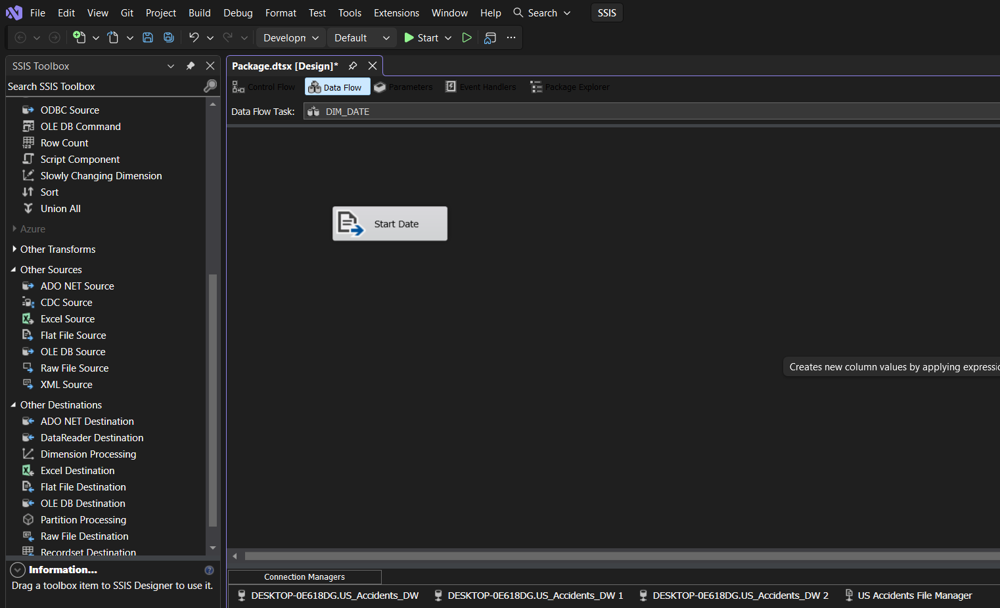 File Edit View Git Project Build Debug Format Test Tools Extensions Window Help Search SSIS
Developm Default Start
SSIS Toolbox
Search SSIS Toolbox
ODBC Source
OLE DB Command
Row Count
Script Component
Slowly Changing Dimension
Sort
Union All
Azure
Other Transforms
Other Sources
ADO NET Source
CDC Source
Excel Source
Flat File Source
OLE DB Source
Raw File Source
XML Source
Other Destinations
ADO NET Destination
DataReader Destination
Dimension Processing
Excel Destination
Flat File Destination
OLE DB Destination
Partition Processing
Raw File Destination
Recordset Destination
Information...
Drag a toolbox item to SSIS Designer to use it.
Package.dtsx [Design]*
Control Flow Data Flow Parameters Event Handlers Package Explorer
Data Flow Task: DIM_DATE
Start Date
Creates new column values by applying expressio
Connection Managers
DESKTOP-0E618DG.US_Accidents_DW DESKTOP-0E618DG.US_Accidents_DW 1 DESKTOP-0E618DG.US_Accidents_DW 2 US Accidents File Manager